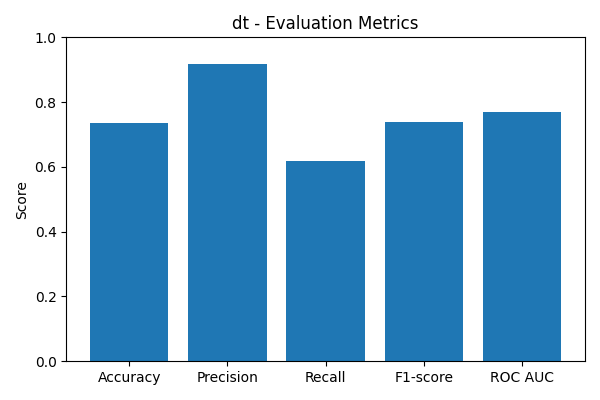 dt - Evaluation Metrics
Score
1.0
0.8
0.6
0.4
0.2
0.0
Accuracy Precision Recall F1-score ROC AUC